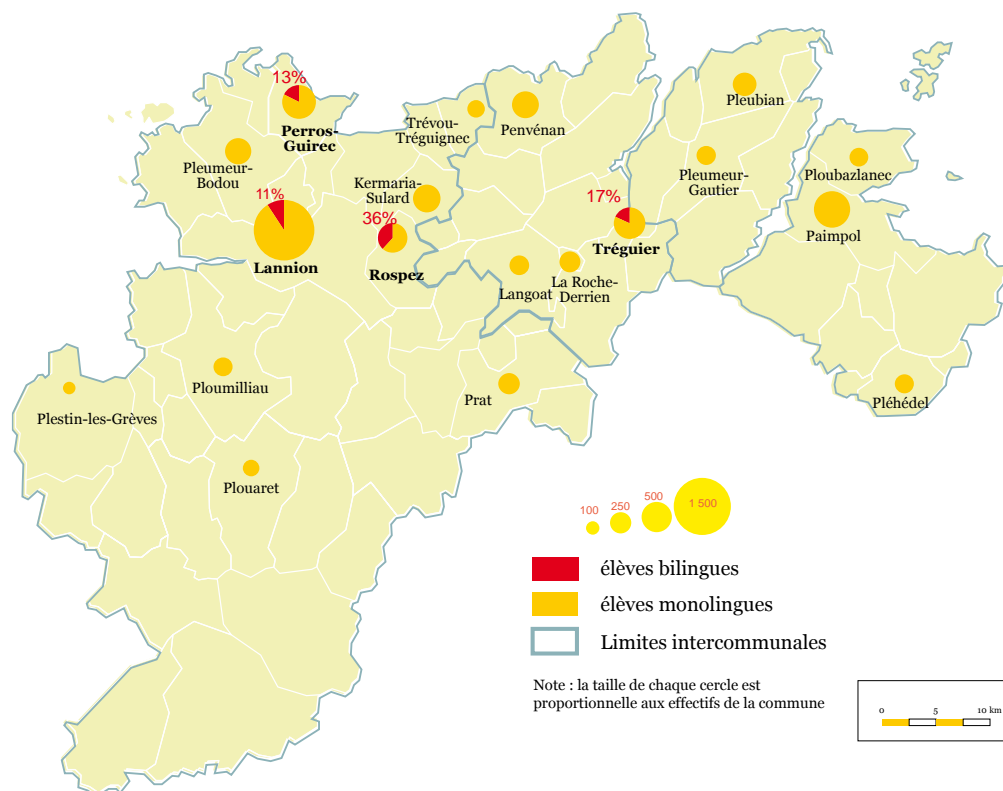 13%
Perros-
Guirec
Trévou-
Tréguignec
Penvénan
Pleubian
Pleumeur-
Bodou
Kermaria-
Sulard
Pleumeur-
Gautier
Ploubazlanec
11%
Lannion
36%
Rospez
17%
Tréguier
Paimpol
Langoat
La Roche-
Derrien
Ploumilliau
Plestin-les-Grèves
Prat
Pléhédel
Plouaret
100
250
500
1 500
élèves bilingues
élèves monolingues
Limites intercommunales
Note : la taille de chaque cercle est
proportionnelle aux effectifs de la commune
0 5 10 km